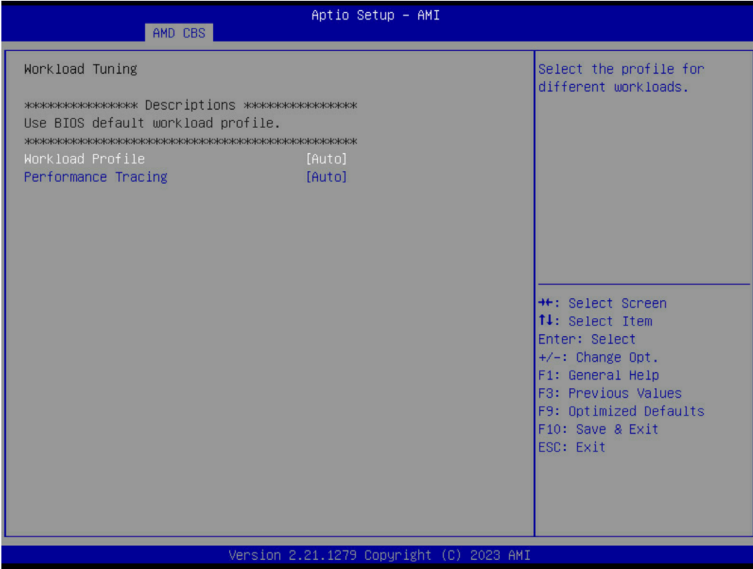 Aptio Setup – AMI
AMD CBS
Workload Tuning
**************** Descriptions ****************
Use BIOS default workload profile.
**********************************************
Workload Profile [Auto]
Performance Tracing [Auto]
Select the profile for
different workloads.
→←: Select Screen
↑↓: Select Item
Enter: Select
+/-: Change Opt.
F1: General Help
F3: Previous Values
F9: Optimized Defaults
F10: Save & Exit
ESC: Exit
Version 2.21.1279 Copyright (C) 2023 AMI